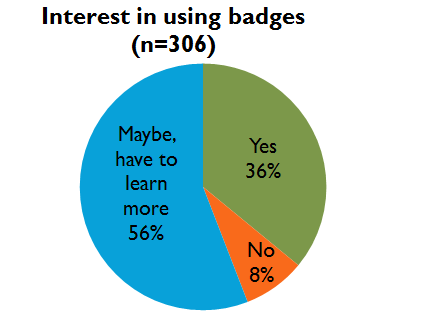 Interest in using badges
(n=306)
Maybe,
have to
learn
more
56%
Yes
36%
No
8%